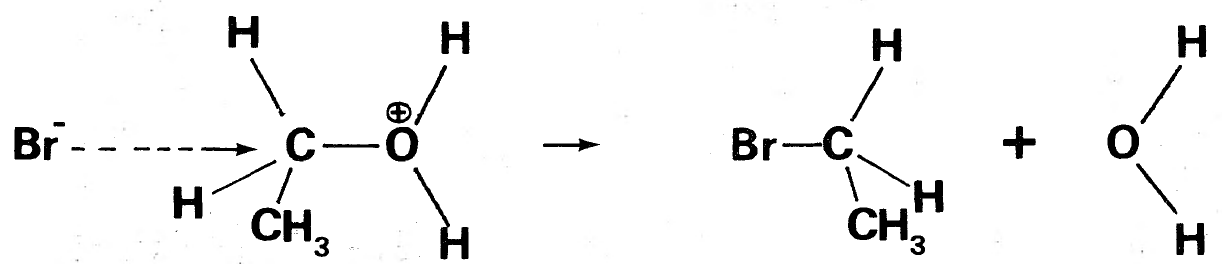 H H H H
Br⁻ C O ⊕ → Br C + O
H CH₃ H CH₃ H H